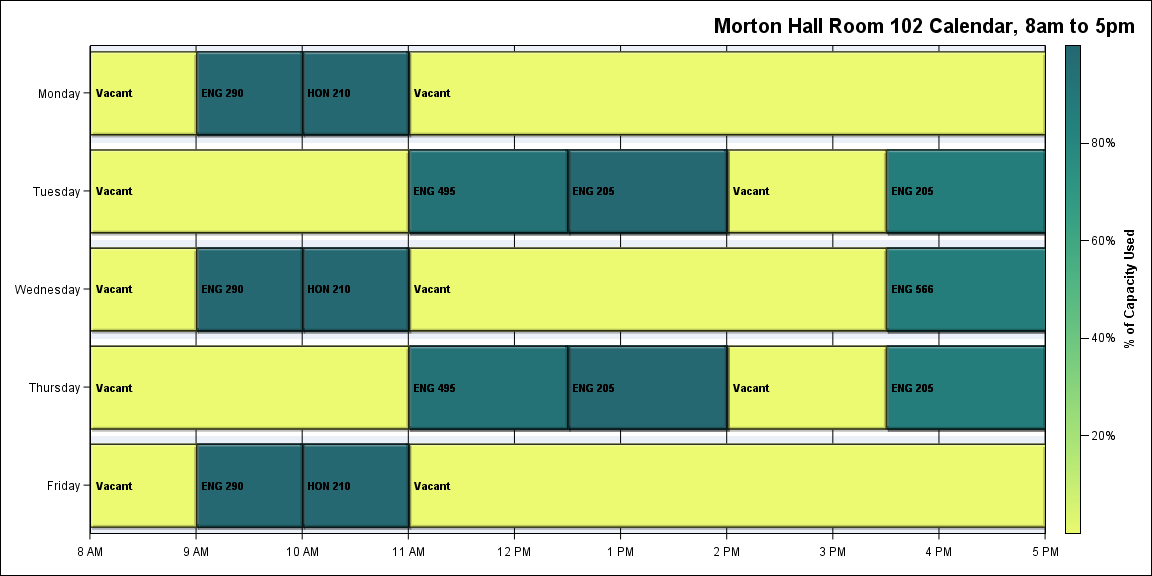 Morton Hall Room 102 Calendar, 8am to 5pm
Monday
Vacant
ENG 290
HON 210
Vacant
Tuesday
Vacant
ENG 495
ENG 205
Vacant
ENG 205
Wednesday
Vacant
ENG 290
HON 210
Vacant
ENG 566
Thursday
Vacant
ENG 495
ENG 205
Vacant
ENG 205
Friday
Vacant
ENG 290
HON 210
Vacant
8 AM
9 AM
10 AM
11 AM
12 PM
1 PM
2 PM
3 PM
4 PM
5 PM
80%
60%
40%
20%
% of Capacity Used